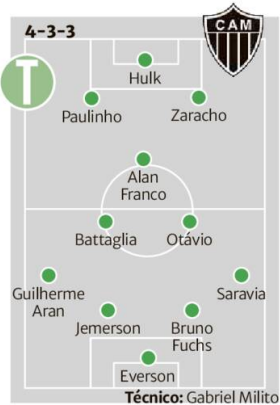 4-3-3
CAM
T
Hulk
Paulinho
Zaracho
Alan
Franco
Battaglia
Otávio
Guilherme
Aran
Saravia
Jemerson
Bruno
Fuchs
Everson
Técnico: Gabriel Milito